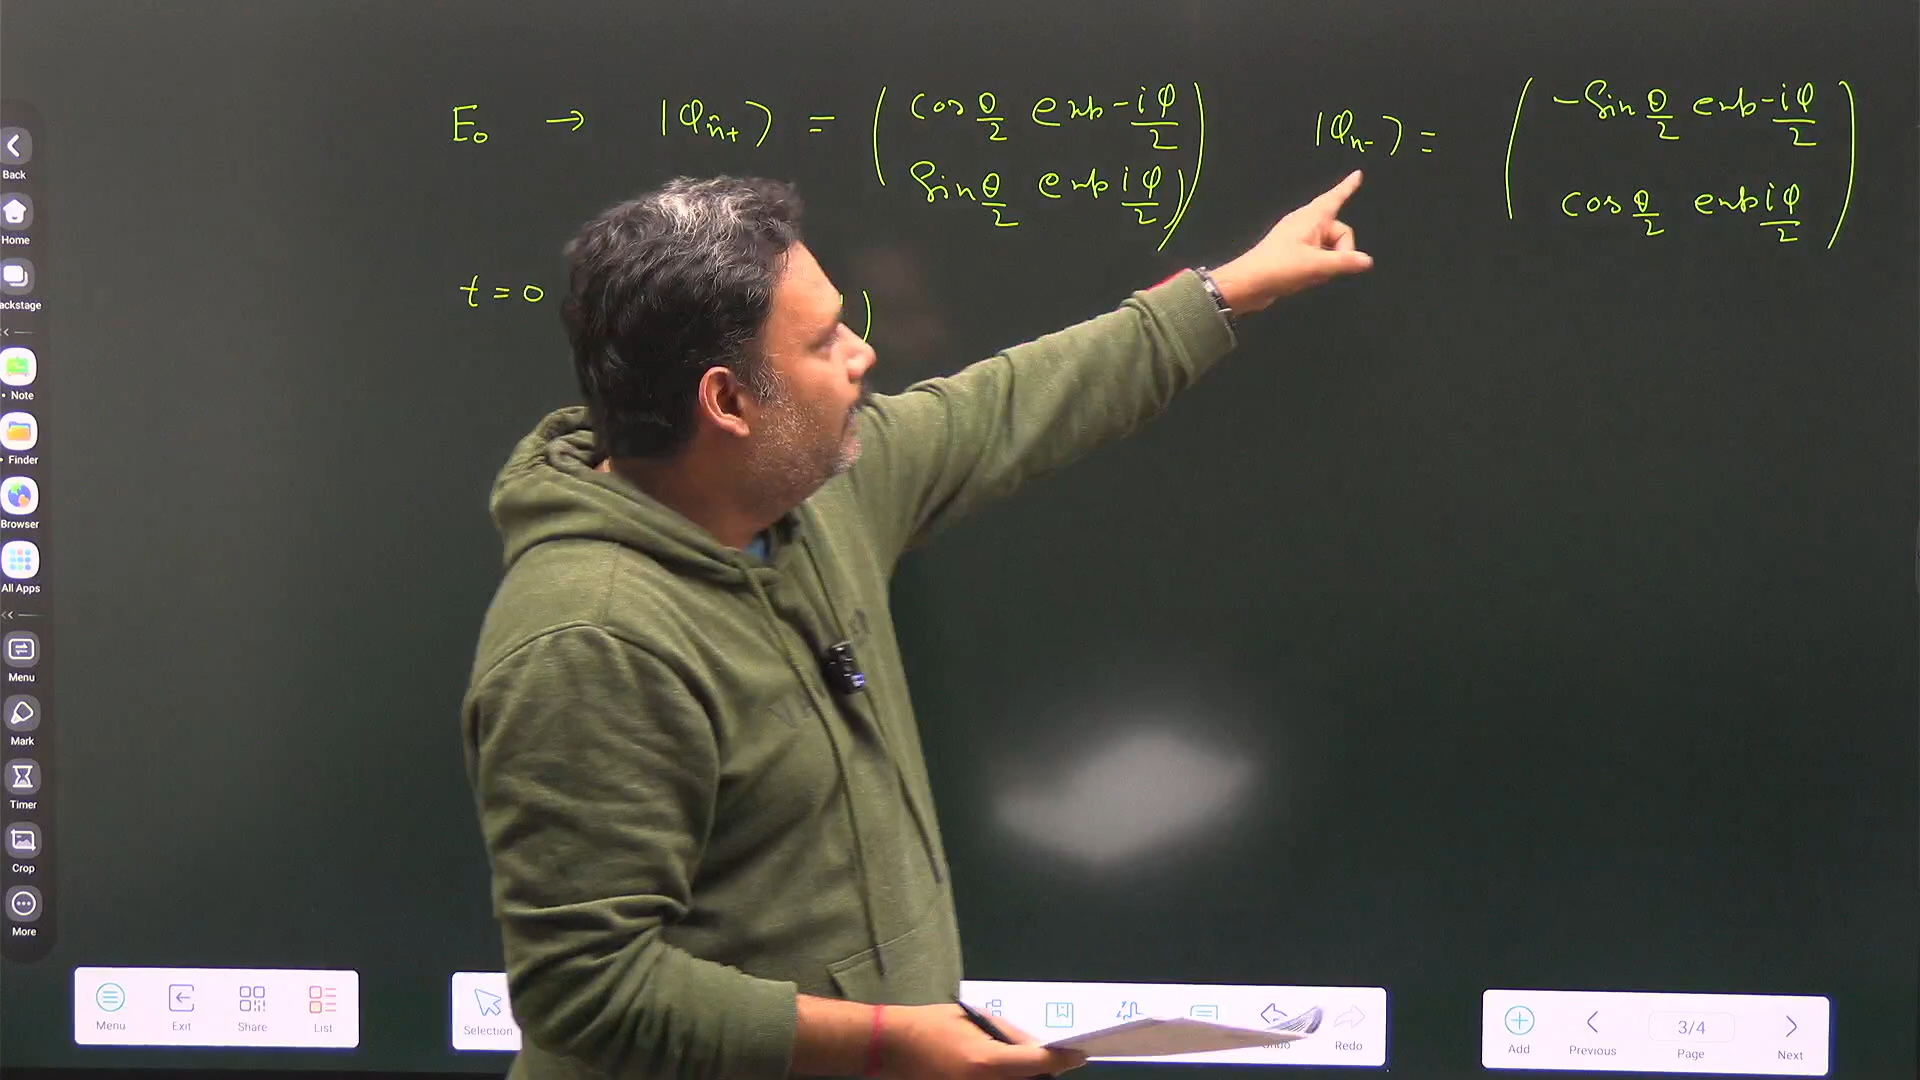 E₀ → |φn̂+⟩ = ( cos θ/2 exp -iφ/2 |φn-⟩ = ( -Sin θ/2 exp -iφ/2
Sin θ/2 exp iφ/2 ) cos θ/2 exp iφ/2 )
t = 0 )
Back
Home
ackstage
Note
Finder
Browser
All Apps
Menu
Mark
Timer
Crop
More
Menu Exit Share List Selection Redo Add Previous 3/4 Page Next